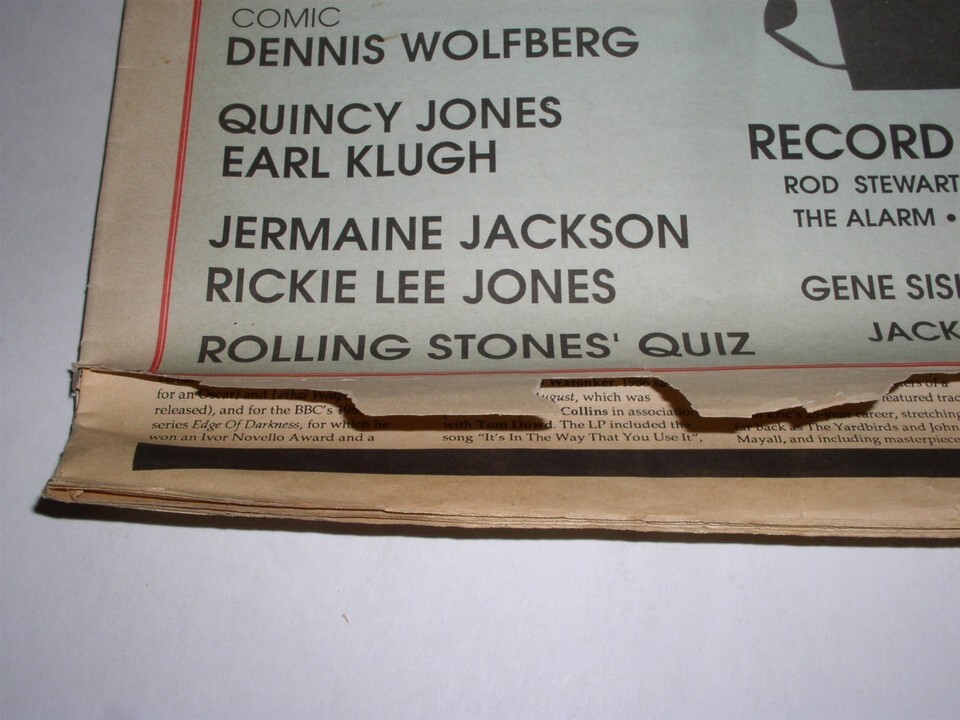 COMIC
DENNIS WOLFBERG
QUINCY JONES
EARL KLUGH
JERMAINE JACKSON
RICKIE LEE JONES
ROLLING STONES' QUIZ
RECORD
ROD STEWART
THE ALARM •
GENE
JACK
for an Oscar) and Lethal
released), and for the BBC's
series Edge Of Darkness, for which he
won an Ivor Novello Award and a
Waronker. 1986
August, which was
Collins in association
with Tom Dowd. The LP included the
song "It's In The Way That You Use It",
of a
featured
career, stretching
far back as The Yardbirds and John
Mayall, and including